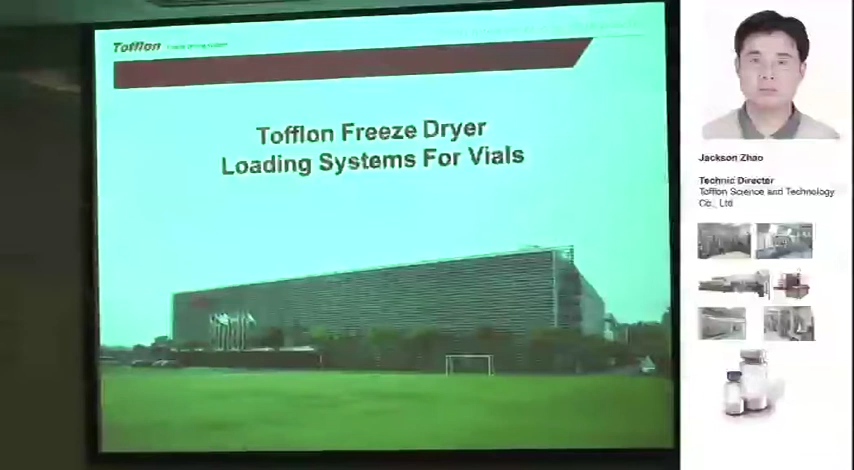 Tofflon
Tofflon Freeze Dryer
Loading Systems For Vials
Jackson Zhao
Technic Director
Tofflon Science and Technology
Co., Ltd